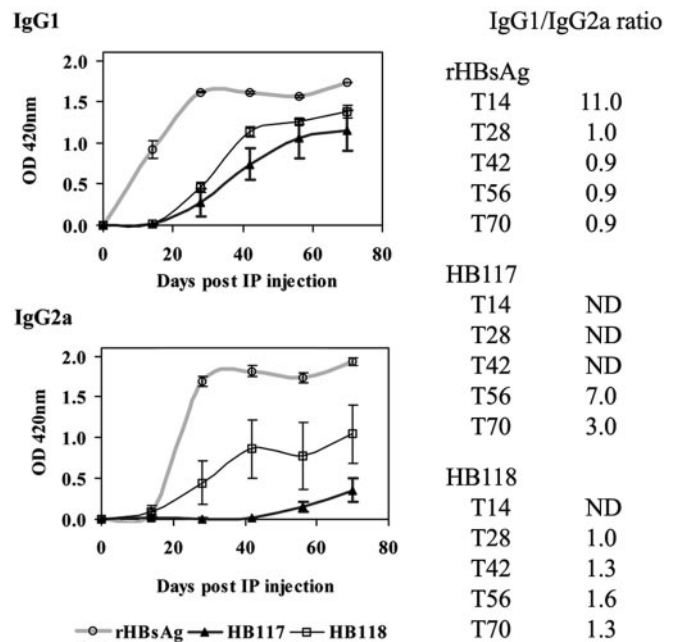 IgG1
2.0
1.5
1.0
0.5
0.0
OD 420nm
0 20 40 60 80
Days post IP injection
IgG2a
2.0
1.5
1.0
0.5
0.0
OD 420nm
0 20 40 60 80
Days post IP injection
rHBsAg HB117 HB118
IgG1/IgG2a ratio
rHBsAg
T14 11.0
T28 1.0
T42 0.9
T56 0.9
T70 0.9
HB117
T14 ND
T28 ND
T42 ND
T56 7.0
T70 3.0
HB118
T14 ND
T28 1.0
T42 1.3
T56 1.6
T70 1.3